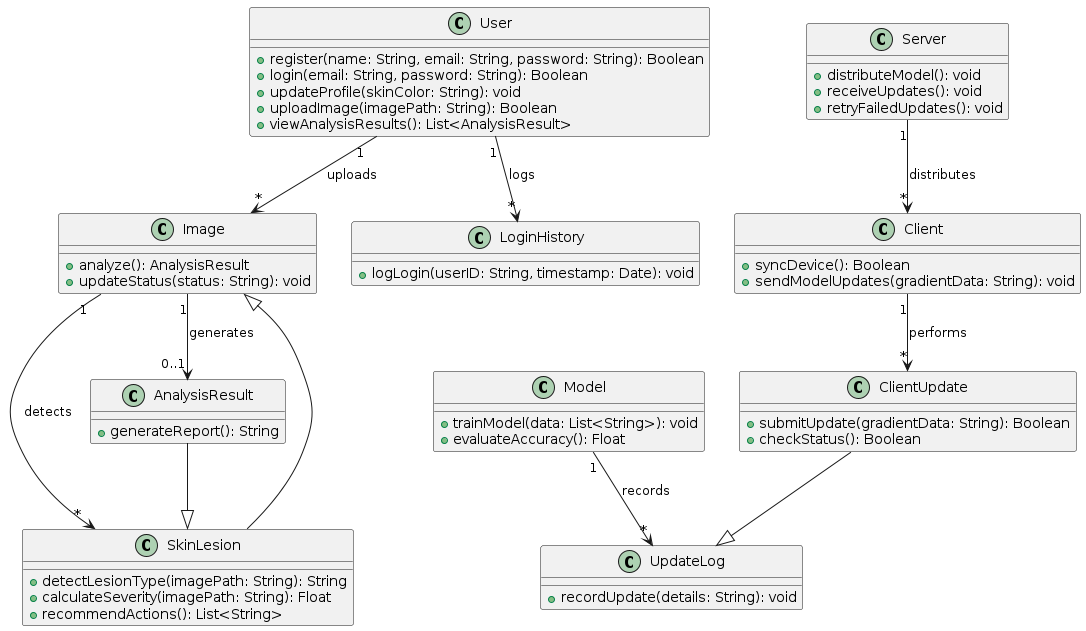 C User
register(name: String, email: String, password: String): Boolean
login(email: String, password: String): Boolean
updateProfile(skinColor: String): void
uploadImage(imagePath: String): Boolean
viewAnalysisResults(): List<AnalysisResult>
C Server
distributeModel(): void
receiveUpdates(): void
retryFailedUpdates(): void
1
uploads
*
1
logs
*
1
distributes
*
C Image
analyze(): AnalysisResult
updateStatus(status: String): void
C LoginHistory
logLogin(userID: String, timestamp: Date): void
C Client
syncDevice(): Boolean
sendModelUpdates(gradientData: String): void
1
detects
*
1
generates
0..1
1
performs
*
C AnalysisResult
generateReport(): String
C Model
trainModel(data: List<String>): void
evaluateAccuracy(): Float
C ClientUpdate
submitUpdate(gradientData: String): Boolean
checkStatus(): Boolean
1
records
*
C SkinLesion
detectLesionType(imagePath: String): String
calculateSeverity(imagePath: String): Float
recommendActions(): List<String>
C UpdateLog
recordUpdate(details: String): void